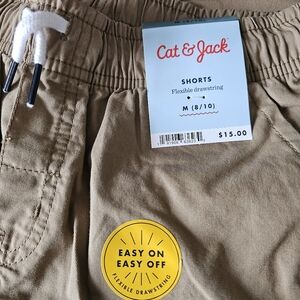 Cat & Jack
SHORTS
Flexible drawstring
M (8/10)
$15.00
EASY ON
EASY OFF
FLEXIBLE DRAWSTRING